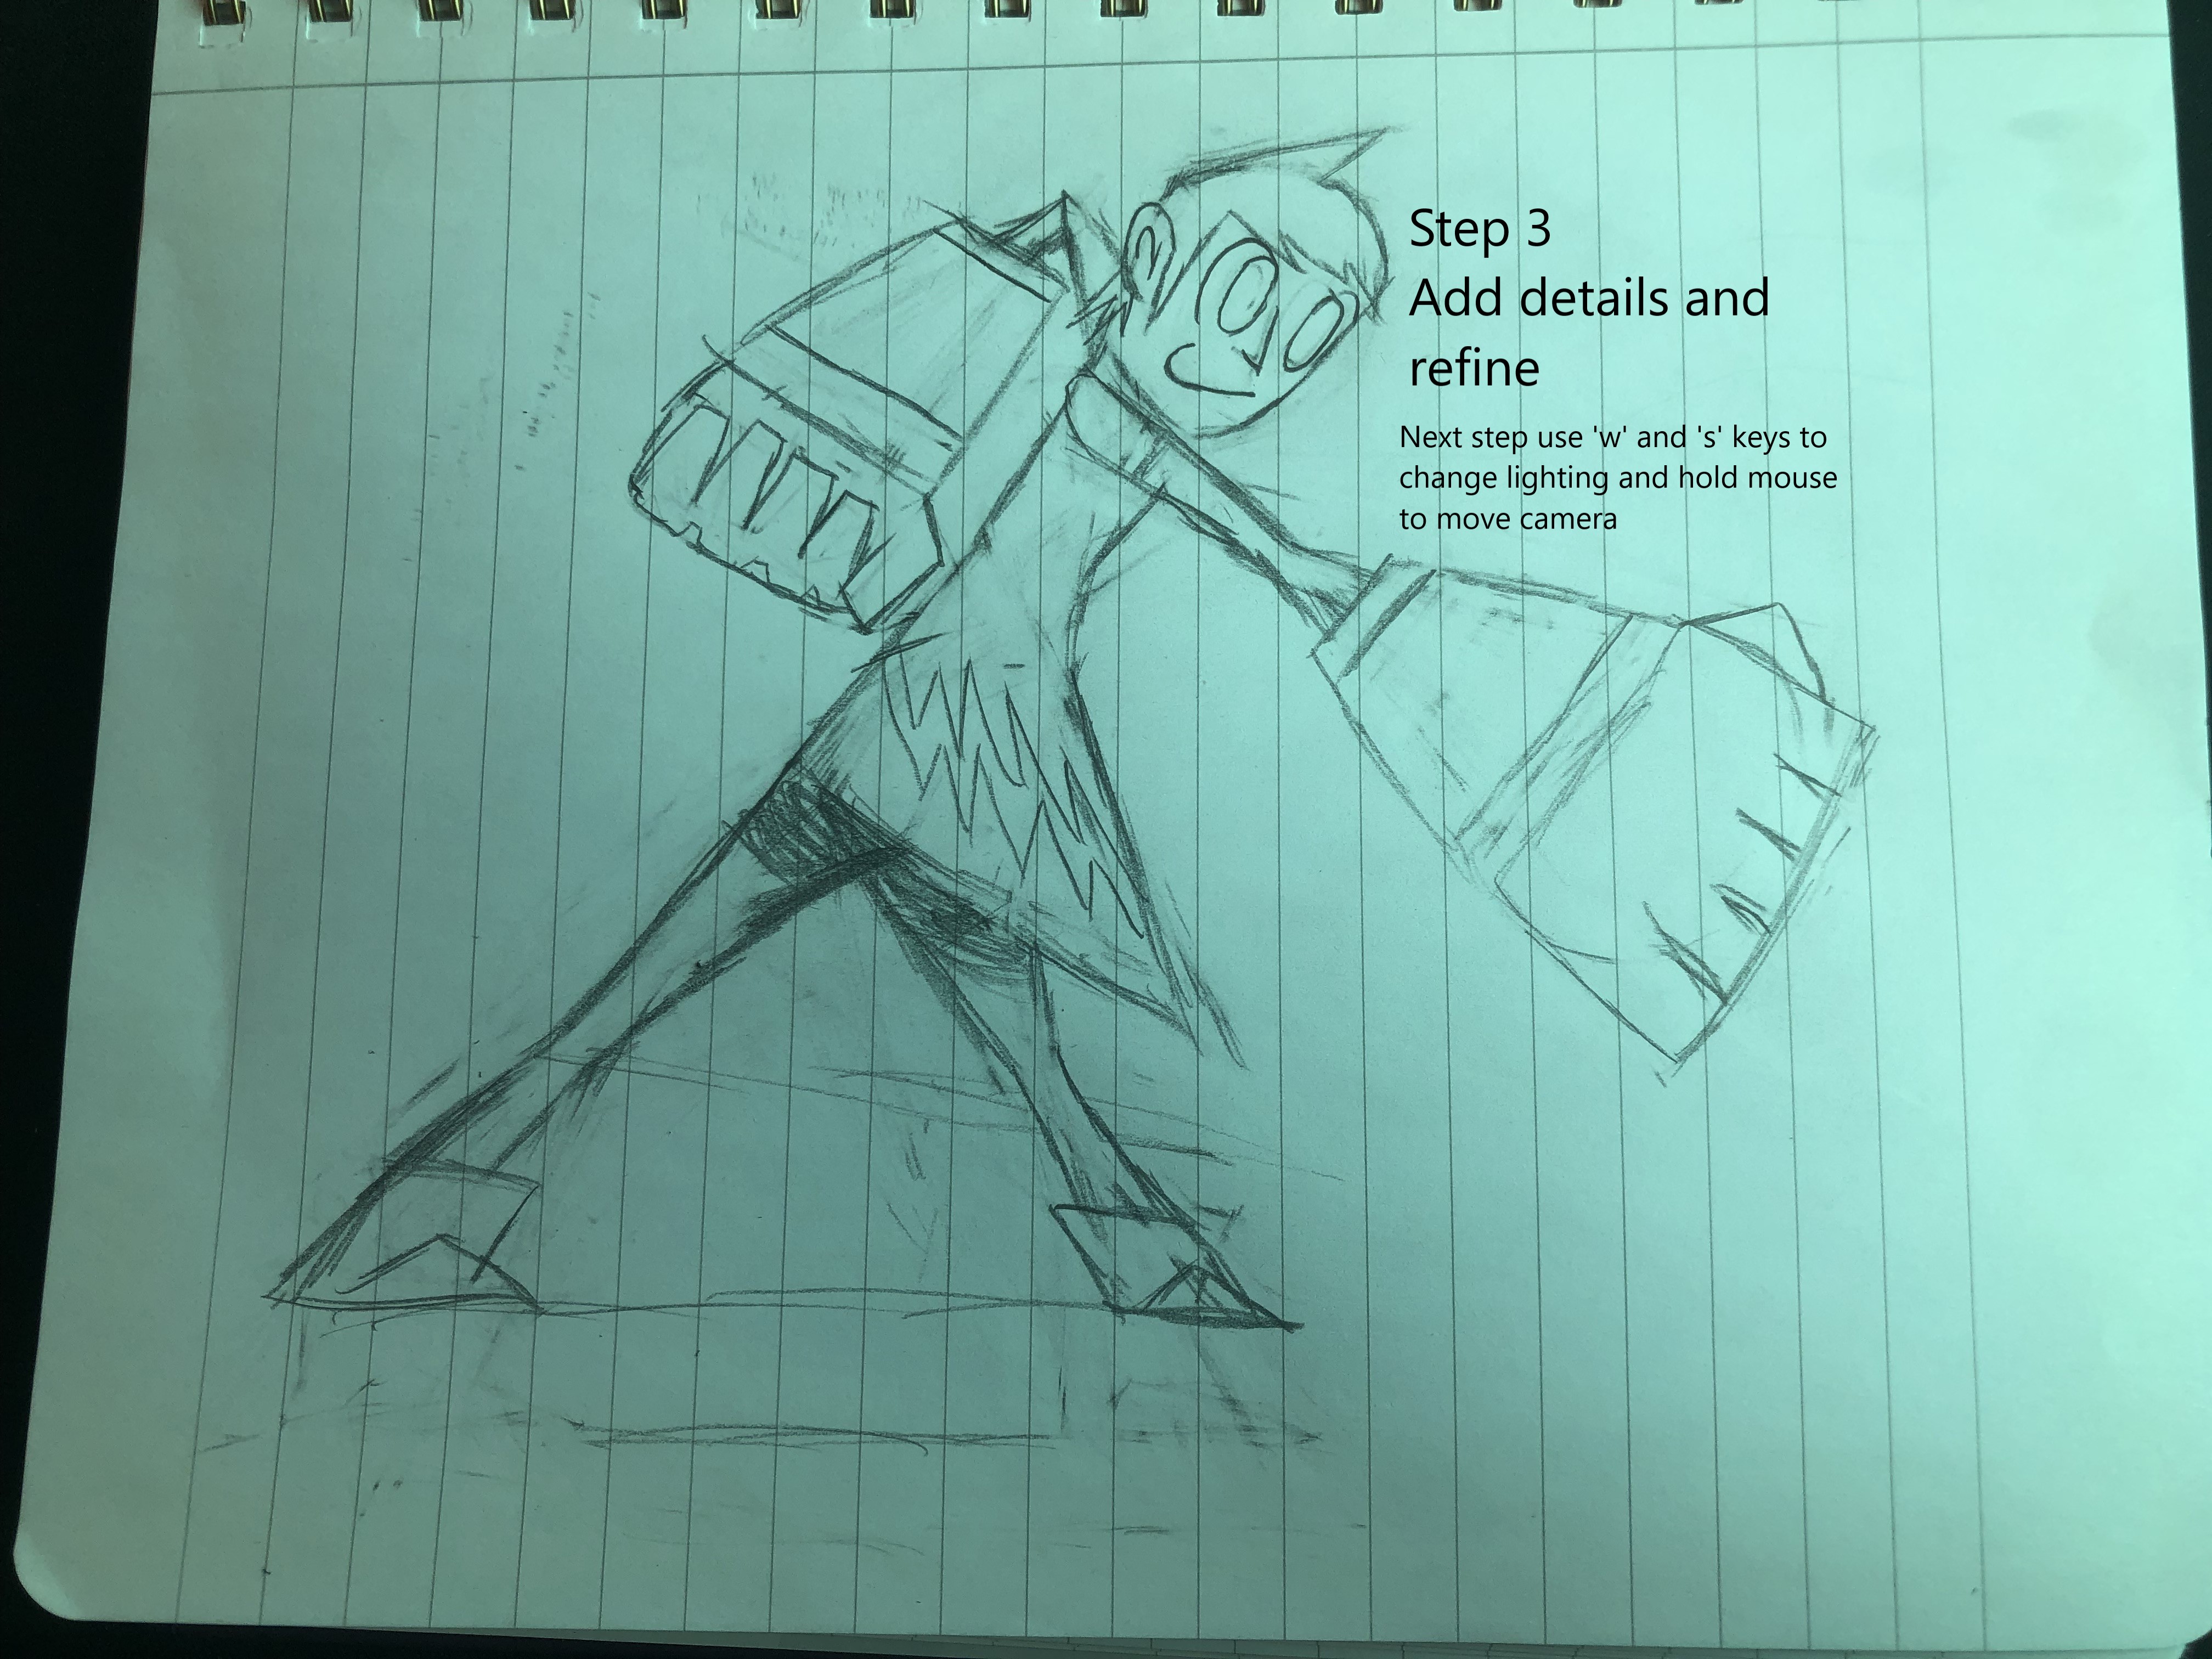 Step 3
Add details and
refine
Next step use 'w' and 's' keys to
change lighting and hold mouse
to move camera